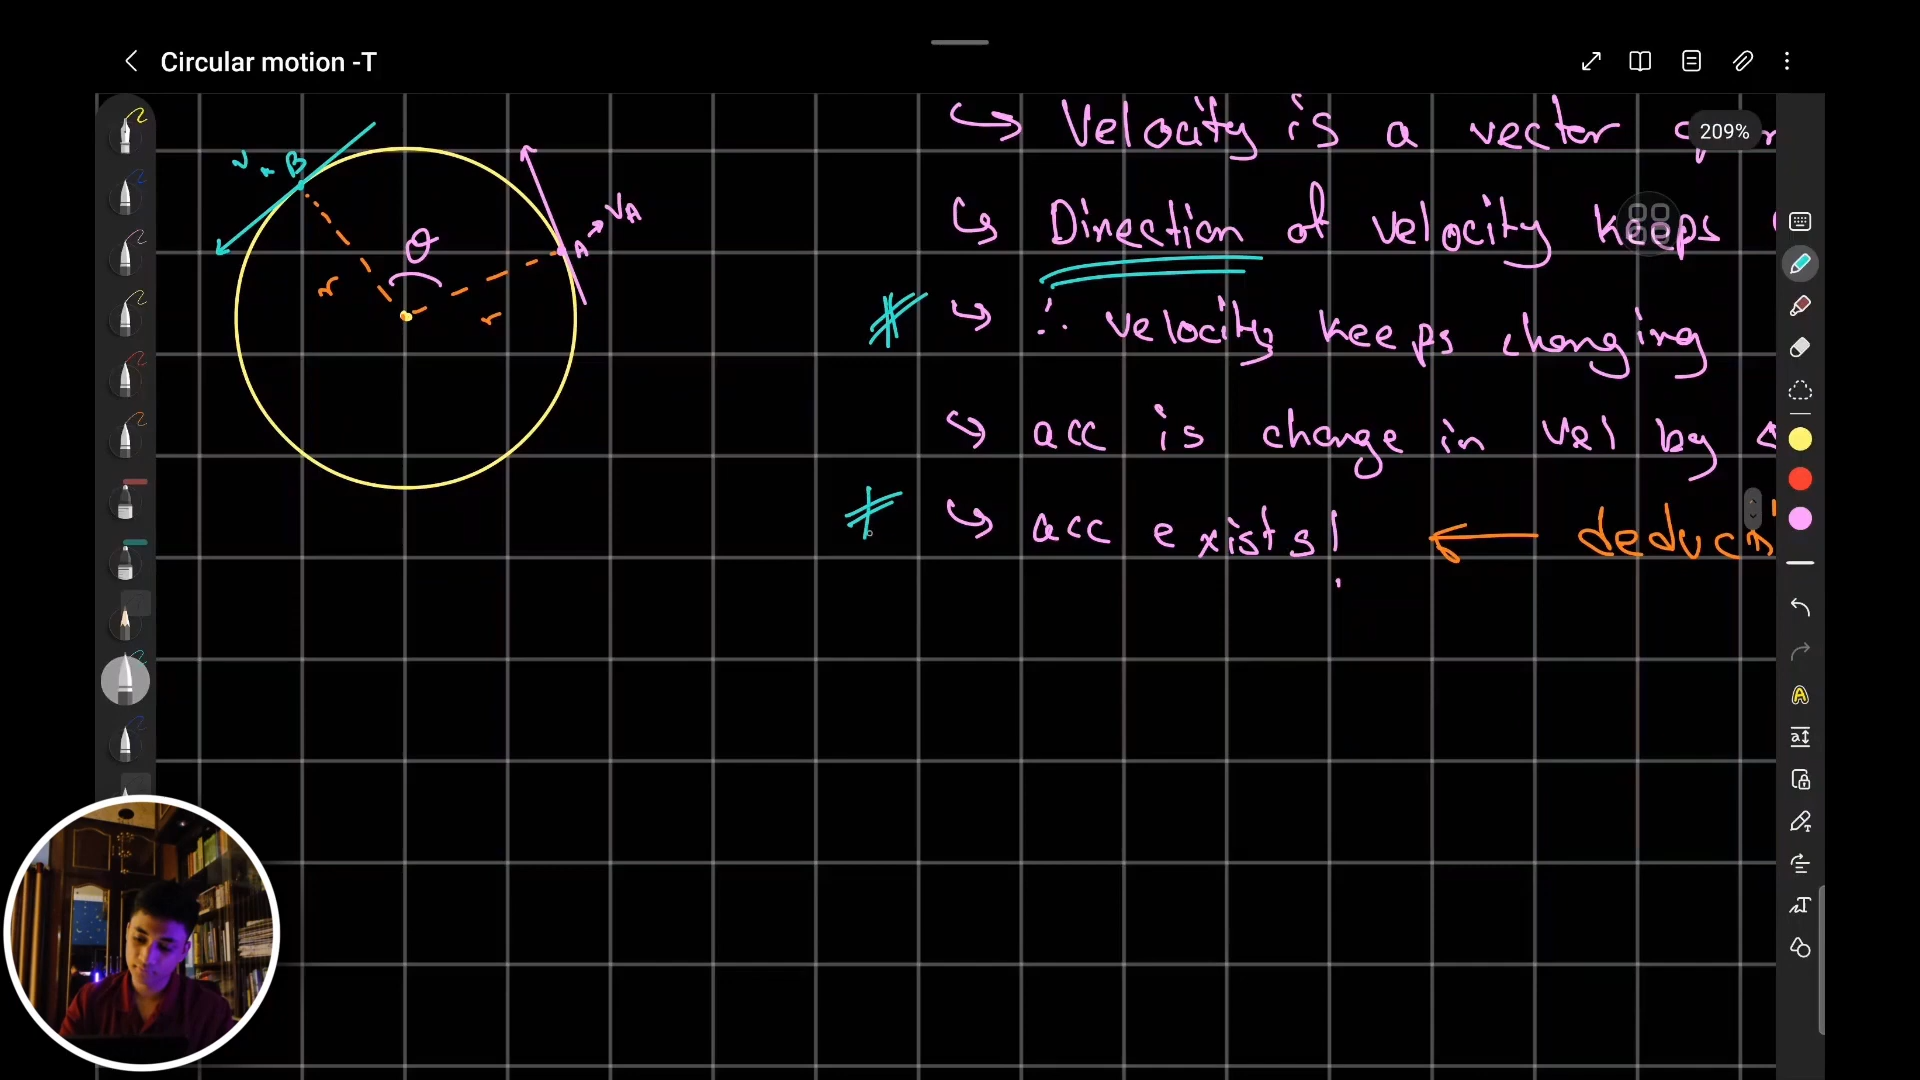 Circular motion -T
209%
↪ Velocity is a vector
↪ Direction of velocity keeps
↪ ∴ velocity keeps changing
↪ acc is change in vel by
↪ acc exists! ← deduct
B
VA
A
θ
r
r